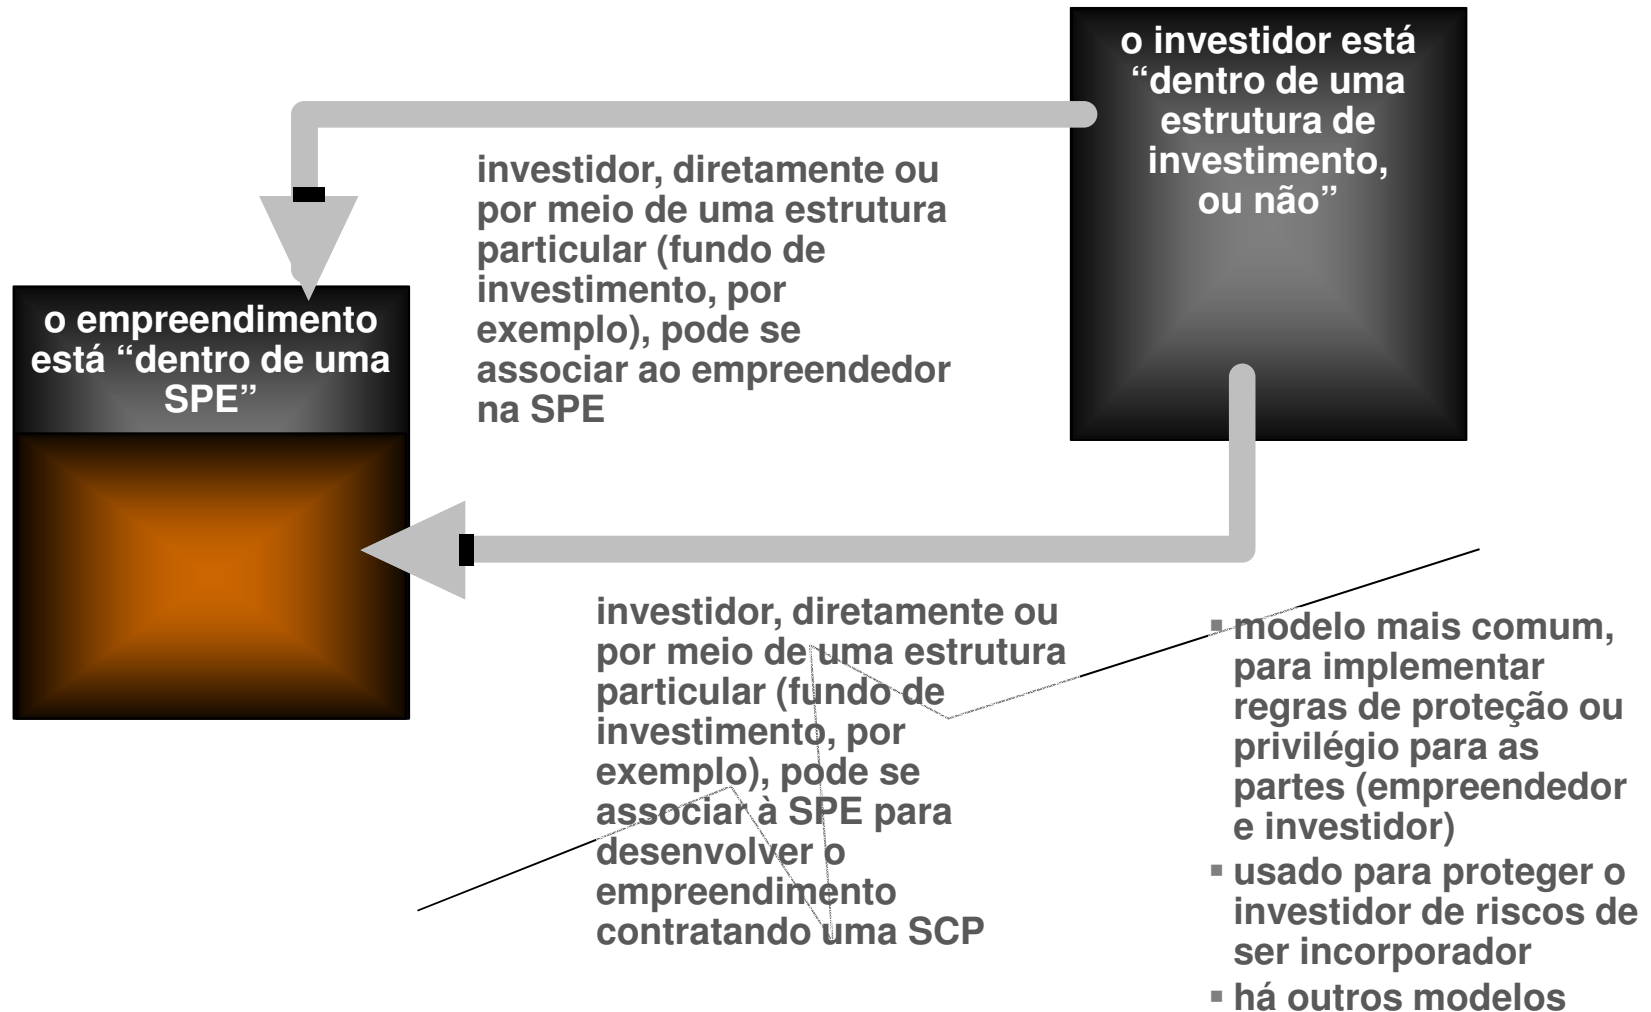 o investidor está
“dentro de uma
estrutura de
investimento,
ou não”
investidor, diretamente ou
por meio de uma estrutura
particular (fundo de
investimento, por
exemplo), pode se
associar ao empreendedor
na SPE
o empreendimento
está “dentro de uma
SPE”
investidor, diretamente ou
por meio de uma estrutura
particular (fundo de
investimento, por
exemplo), pode se
associar à SPE para
desenvolver o
empreendimento
contratando uma SCP
▪ modelo mais comum,
para implementar
regras de proteção ou
privilégio para as
partes (empreendedor
e investidor)
▪ usado para proteger o
investidor de riscos de
ser incorporador
▪ há outros modelos